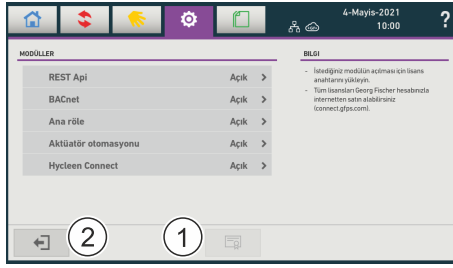 4-Mayis-2021
10:00
?
MODÜLLER
REST Api Açık >
BACnet Açık >
Ana röle Açık >
Aktüatör otomasyonu Açık >
Hycleen Connect Açık >
BILGI
- İstediğiniz modülün açılması için lisans
anahtarını yükleyin.
- Tüm lisansları Georg Fischer hesabınızla
internetten satın alabilirsiniz
(connect.gfps.com).
2
1